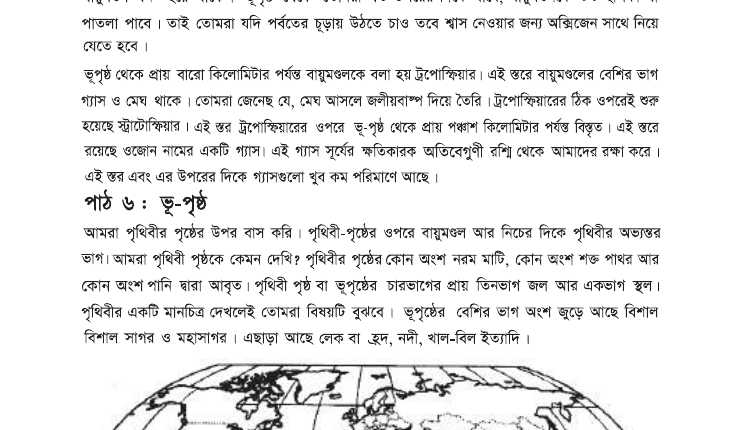 পাতলা পাবে । তাই তোমরা যদি পর্বতের চূড়ায় উঠতে চাও তবে শ্বাস নেওয়ার জন্য অক্সিজেন সাথে নিয়ে
যেতে হবে ।
ভূপৃষ্ঠ থেকে প্রায় বারো কিলোমিটার পর্যন্ত বায়ুমণ্ডলকে বলা হয় ট্রপোস্ফিয়ার। এই স্তরে বায়ুমণ্ডলের বেশির ভাগ
গ্যাস ও মেঘ থাকে । তোমরা জেনেছ যে, মেঘ আসলে জলীয়বাষ্প দিয়ে তৈরি । ট্রপোস্ফিয়ারের ঠিক ওপরেই শুরু
হয়েছে স্ট্রাটোস্ফিয়ার । এই স্তর ট্রপোস্ফিয়ারের ওপরে ভূ-পৃষ্ঠ থেকে প্রায় পঞ্চাশ কিলোমিটার পর্যন্ত বিস্তৃত। এই স্তরে
রয়েছে ওজোন নামের একটি গ্যাস। এই গ্যাস সূর্যের ক্ষতিকারক অতিবেগুণী রশ্মি থেকে আমাদের রক্ষা করে ।
এই স্তর এবং এর উপরের দিকে গ্যাসগুলো খুব কম পরিমাণে আছে ।
পাঠ ৬ : ভূ-পৃষ্ঠ
আমরা পৃথিবীর পৃষ্ঠের উপর বাস করি । পৃথিবী-পৃষ্ঠের ওপরে বায়ুমণ্ডল আর নিচের দিকে পৃথিবীর অভ্যন্তর
ভাগ। আমরা পৃথিবী পৃষ্ঠকে কেমন দেখি? পৃথিবীর পৃষ্ঠের কোন অংশ নরম মাটি, কোন অংশ শক্ত পাথর আর
কোন অংশ পানি দ্বারা আবৃত। পৃথিবী পৃষ্ঠ বা ভূপৃষ্ঠের চারভাগের প্রায় তিনভাগ জল আর একভাগ স্থল।
পৃথিবীর একটি মানচিত্র দেখলেই তোমরা বিষয়টি বুঝবে । ভূপৃষ্ঠের বেশির ভাগ অংশ জুড়ে আছে বিশাল
বিশাল সাগর ও মহাসাগর । এছাড়া আছে লেক বা হ্রদ, নদী, খাল-বিল ইত্যাদি ।